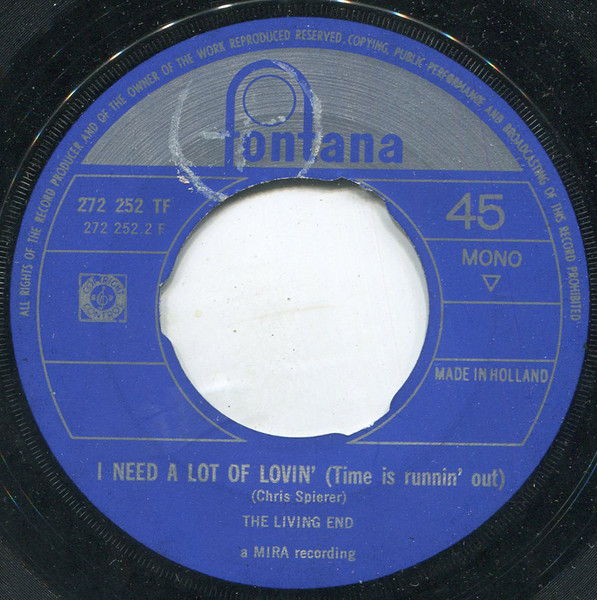 ALL RIGHTS OF THE RECORD PRODUCER AND OF THE OWNER OF THE WORK REPRODUCED RESERVED. COPYING, PUBLIC PERFORMANCE AND BROADCASTING OF THIS RECORD PROHIBITED
fontana
272 252 TF
272 252.2 F
45
MONO
COPYRIGHT
CONTROL
MADE IN HOLLAND
I NEED A LOT OF LOVIN' (Time is runnin' out)
(Chris Spierer)
THE LIVING END
a MIRA recording